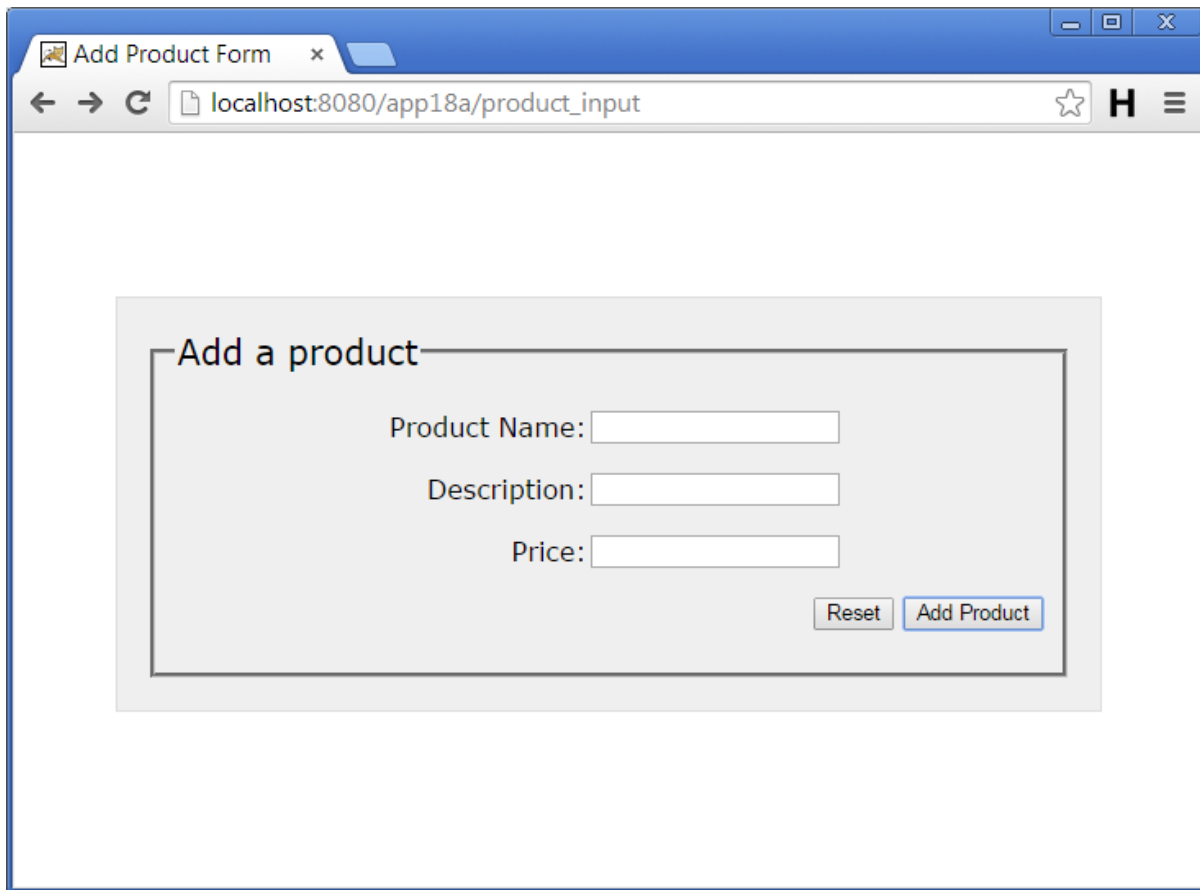 Add Product Form
localhost:8080/app18a/product_input
H
Add a product
Product Name:
Description:
Price:
Reset Add Product